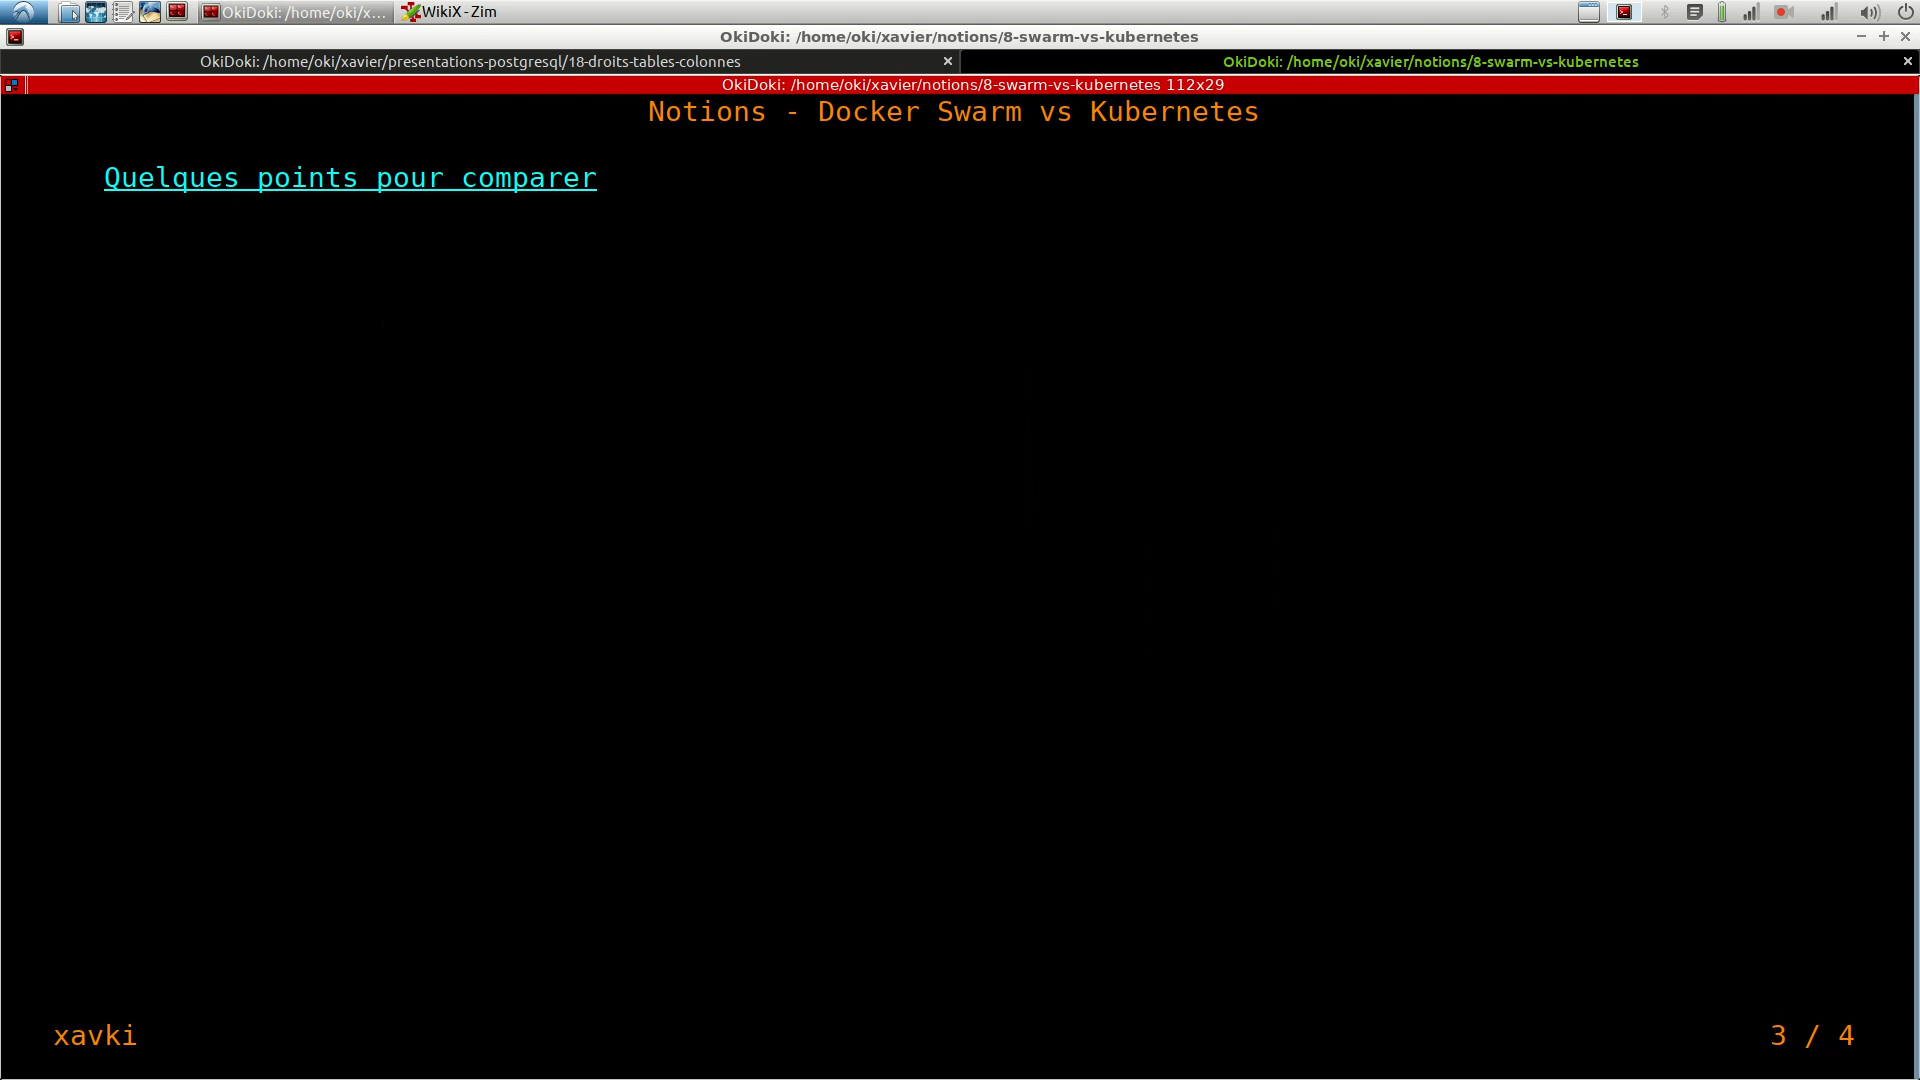 OkiDoki: /home/oki/x...
WikiX - Zim
OkiDoki: /home/oki/xavier/notions/8-swarm-vs-kubernetes
OkiDoki: /home/oki/xavier/presentations-postgresql/18-droits-tables-colonnes
OkiDoki: /home/oki/xavier/notions/8-swarm-vs-kubernetes
OkiDoki: /home/oki/xavier/notions/8-swarm-vs-kubernetes 112x29
Notions - Docker Swarm vs Kubernetes
Quelques points pour comparer
xavki
3 / 4